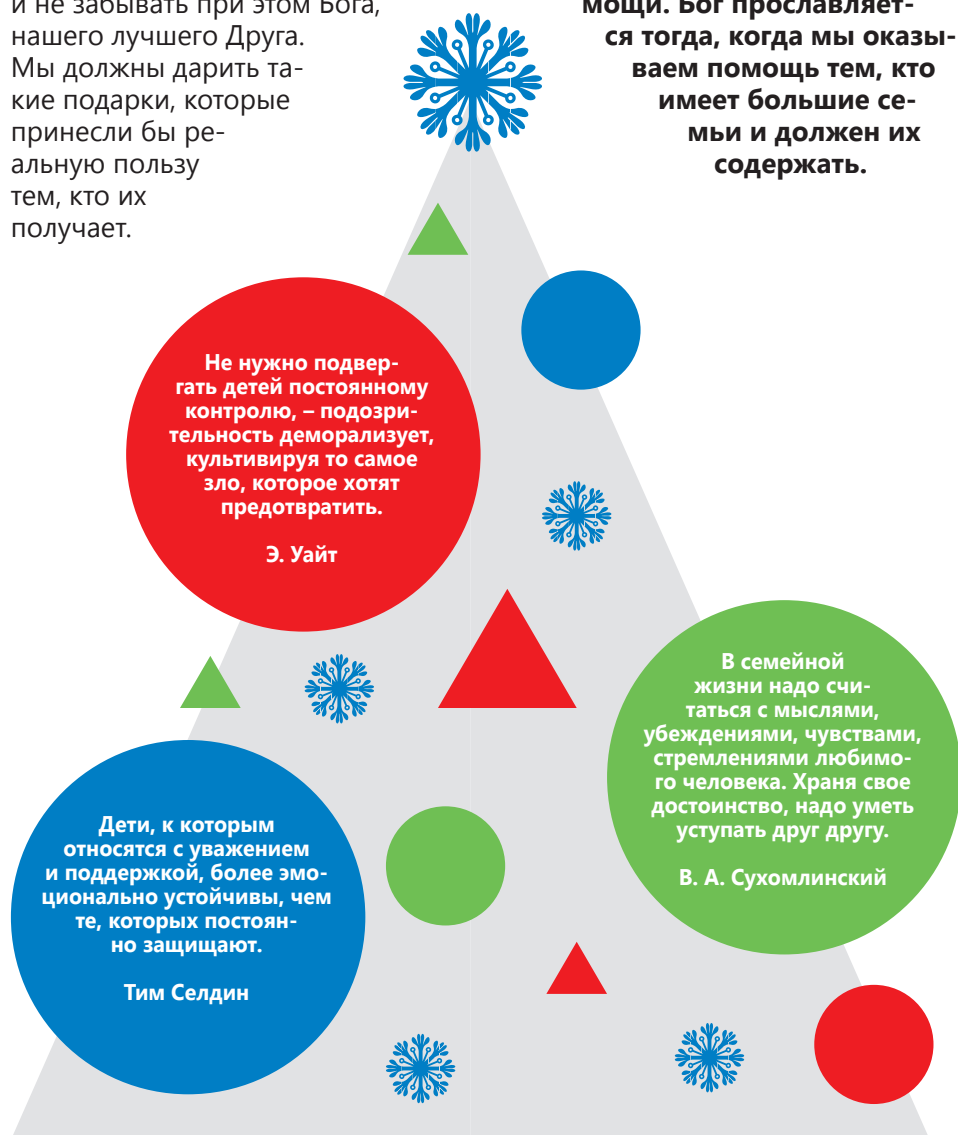 и не забывать при этом Бога,
нашего лучшего Друга.
Мы должны дарить та-
кие подарки, которые
принесли бы ре-
альную пользу
тем, кто их
получает.
мощи. Бог прославляет-
ся тогда, когда мы оказы-
ваем помощь тем, кто
имеет большие се-
мьи и должен их
содержать.
Не нужно подвер-
гать детей постоянному
контролю, – подозри-
тельность деморализует,
культивируя то самое
зло, которое хотят
предотвратить.
Э. Уайт
В семейной
жизни надо счи-
таться с мыслями,
убеждениями, чувствами,
стремлениями любимо-
го человека. Храня свое
достоинство, надо уметь
уступать друг другу.
В. А. Сухомлинский
Дети, к которым
относятся с уважением
и поддержкой, более эмо-
ционально устойчивы, чем
те, которых постоян-
но защищают.
Тим Селдин